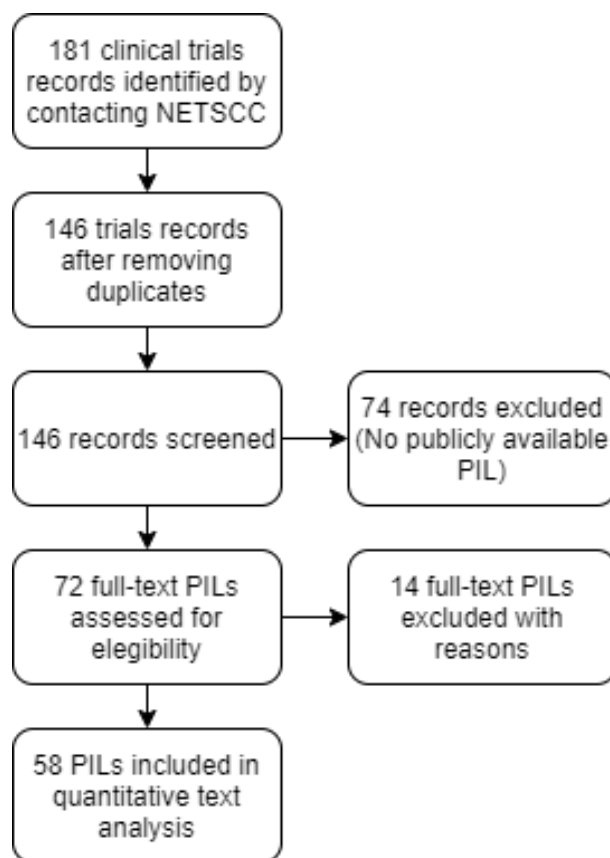 181 clinical trials
records identified by
contacting NETSCC
146 trials records
after removing
duplicates
146 records screened
74 records excluded
(No publicly available
PIL)
72 full-text PILs
assessed for
elegibility
14 full-text PILs
excluded with
reasons
58 PILs included in
quantitative text
analysis